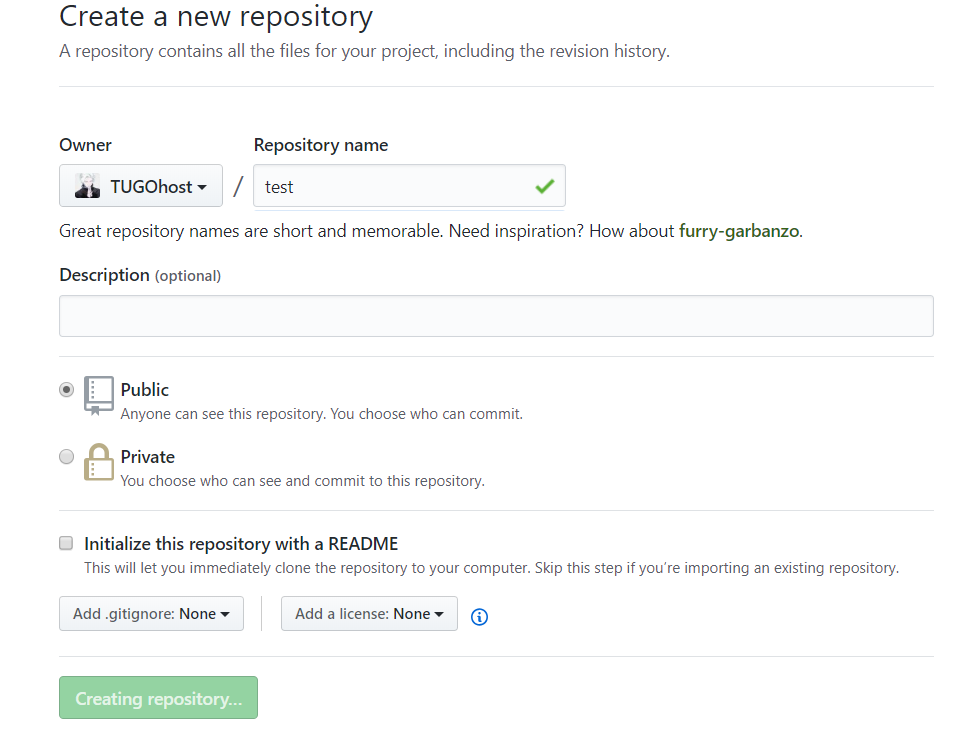 Create a new repository
A repository contains all the files for your project, including the revision history.
Owner
Repository name
TUGOhost
/
test
Great repository names are short and memorable. Need inspiration? How about furry-garbanzo.
Description (optional)
Public
Anyone can see this repository. You choose who can commit.
Private
You choose who can see and commit to this repository.
Initialize this repository with a README
This will let you immediately clone the repository to your computer. Skip this step if you’re importing an existing repository.
Add .gitignore: None
Add a license: None
Creating repository...